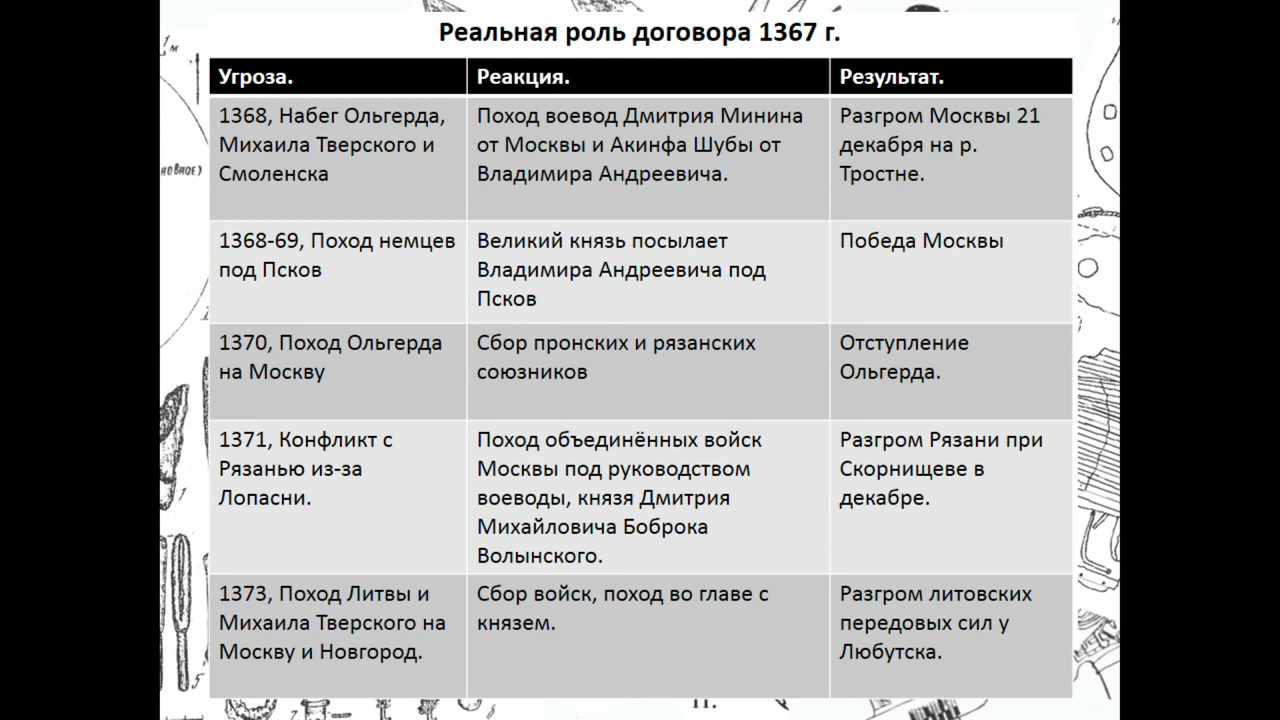 Реальная роль договора 1367 г.
Угроза.
Реакция.
Результат.
1368, Набег Ольгерда,
Михаила Тверского и
Смоленска
Поход воевод Дмитрия Минина
от Москвы и Акинфа Шубы от
Владимира Андреевича.
Разгром Москвы 21
декабря на р.
Тростне.
1368-69, Поход немцев
под Псков
Великий князь посылает
Владимира Андреевича под
Псков
Победа Москвы
1370, Поход Ольгерда
на Москву
Сбор пронских и рязанских
союзников
Отступление
Ольгерда.
1371, Конфликт с
Рязанью из-за
Лопасни.
Поход объединённых войск
Москвы под руководством
воеводы, князя Дмитрия
Михайловича Боброка
Волынского.
Разгром Рязани при
Скорнищеве в
декабре.
1373, Поход Литвы и
Михаила Тверского на
Москву и Новгород.
Сбор войск, поход во главе с
князем.
Разгром литовских
передовых сил у
Любутска.